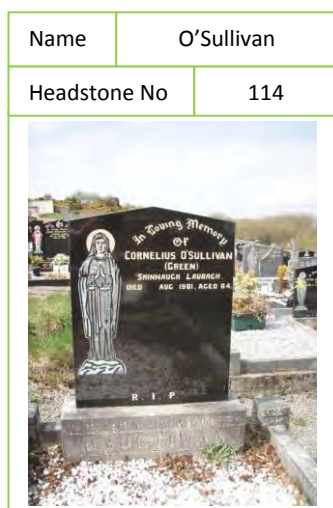 Name O’Sullivan
Headstone No 114
In Loving Memory
OF
CORNELIUS O'SULLIVAN
(GREEN)
SHINNAUGH LAURAGH
DIED AUG 1981, AGED 84.
R. I. P.
O'SULLIVAN